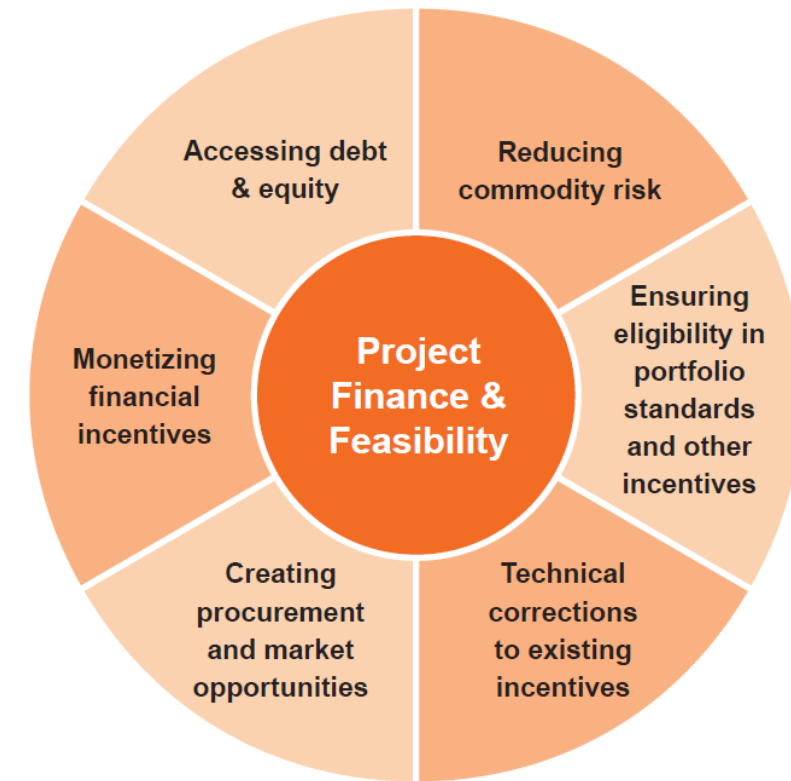 Accessing debt
& equity
Reducing
commodity risk
Ensuring
eligibility in
portfolio
standards
and other
incentives
Technical
corrections
to existing
incentives
Creating
procurement
and market
opportunities
Monetizing
financial
incentives
Project
Finance &
Feasibility